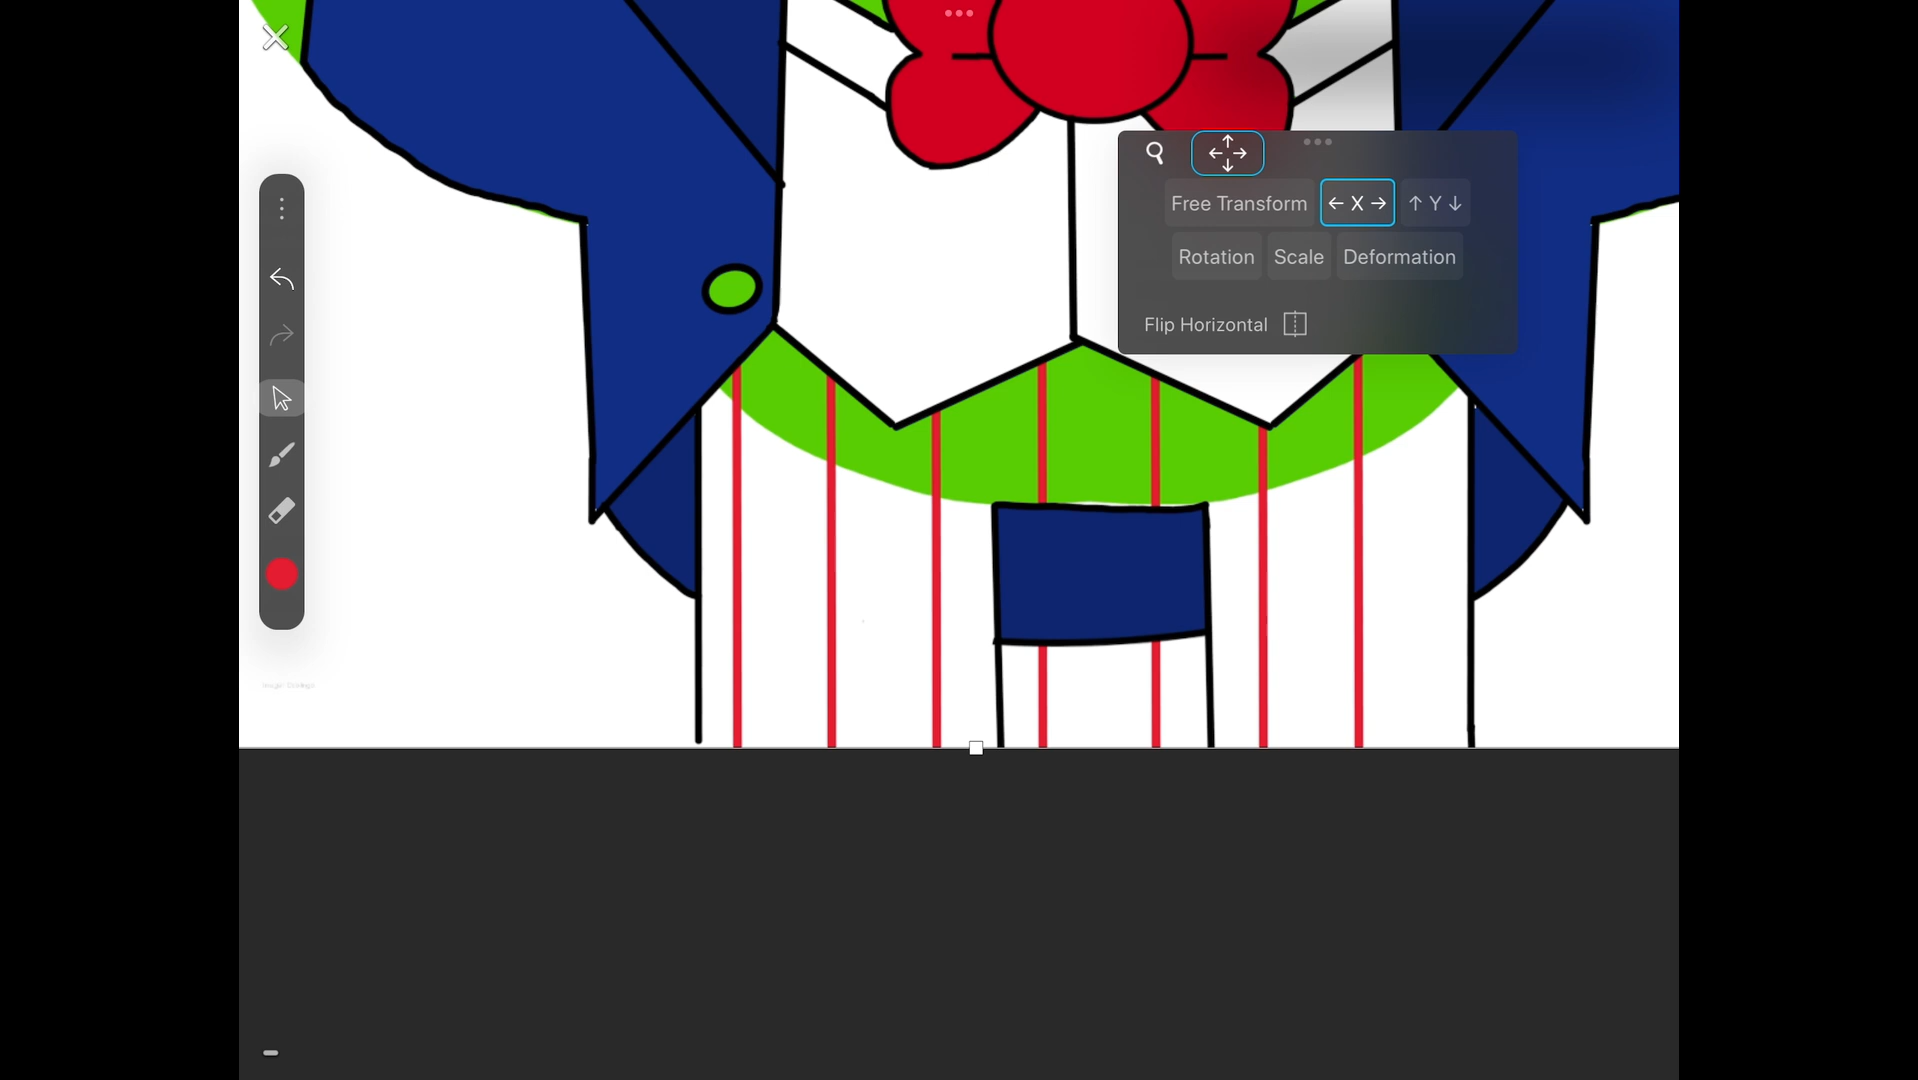 Free Transform ← X → ↑ Y ↓
Rotation Scale Deformation
Flip Horizontal